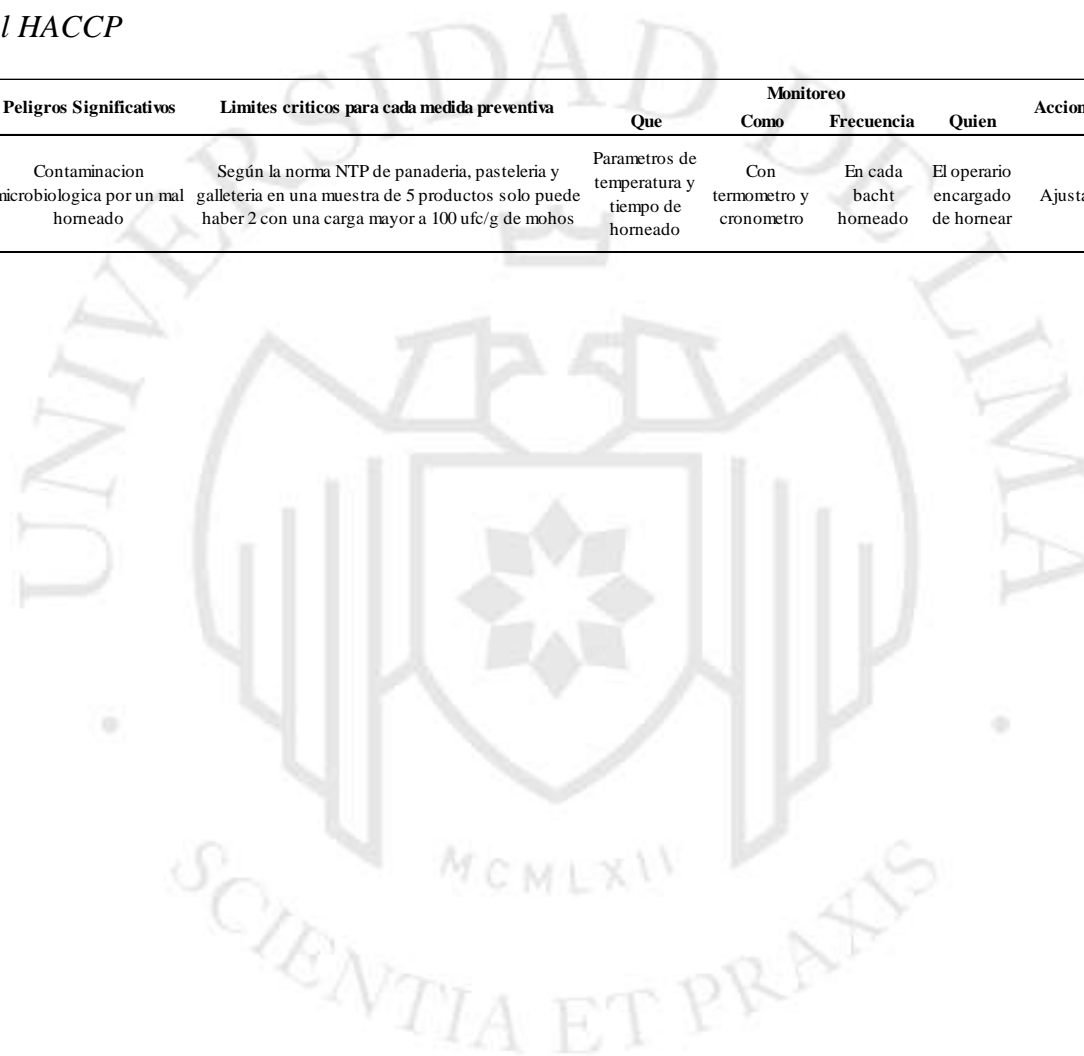 l HACCP
Monitoreo
Peligros Significativos Limites criticos para cada medida preventiva Accion
Que Como Frecuencia Quien
Contaminacion
microbiologica por un mal
horneado
Según la norma NTP de panaderia, pasteleria y
galleteria en una muestra de 5 productos solo puede
haber 2 con una carga mayor a 100 ufc/g de mohos
Parametros de
temperatura y
tiempo de
horneado
Con
termometro y
cronometro
En cada
bacht
horneado
El operario
encargado
de hornear
Ajusta
UNIVERSIDAD DE LIMA
MCMLXII
SCIENTIA ET PRAXIS